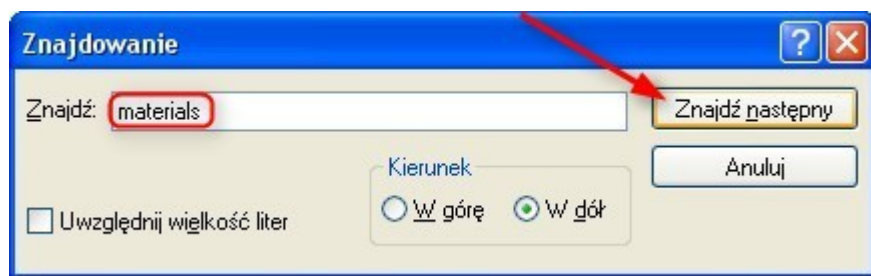 Znajdowanie
Znajdź: materials
Znajdź następny
Kierunek
Anuluj
Uwzględnij wielkość liter
W górę
W dół